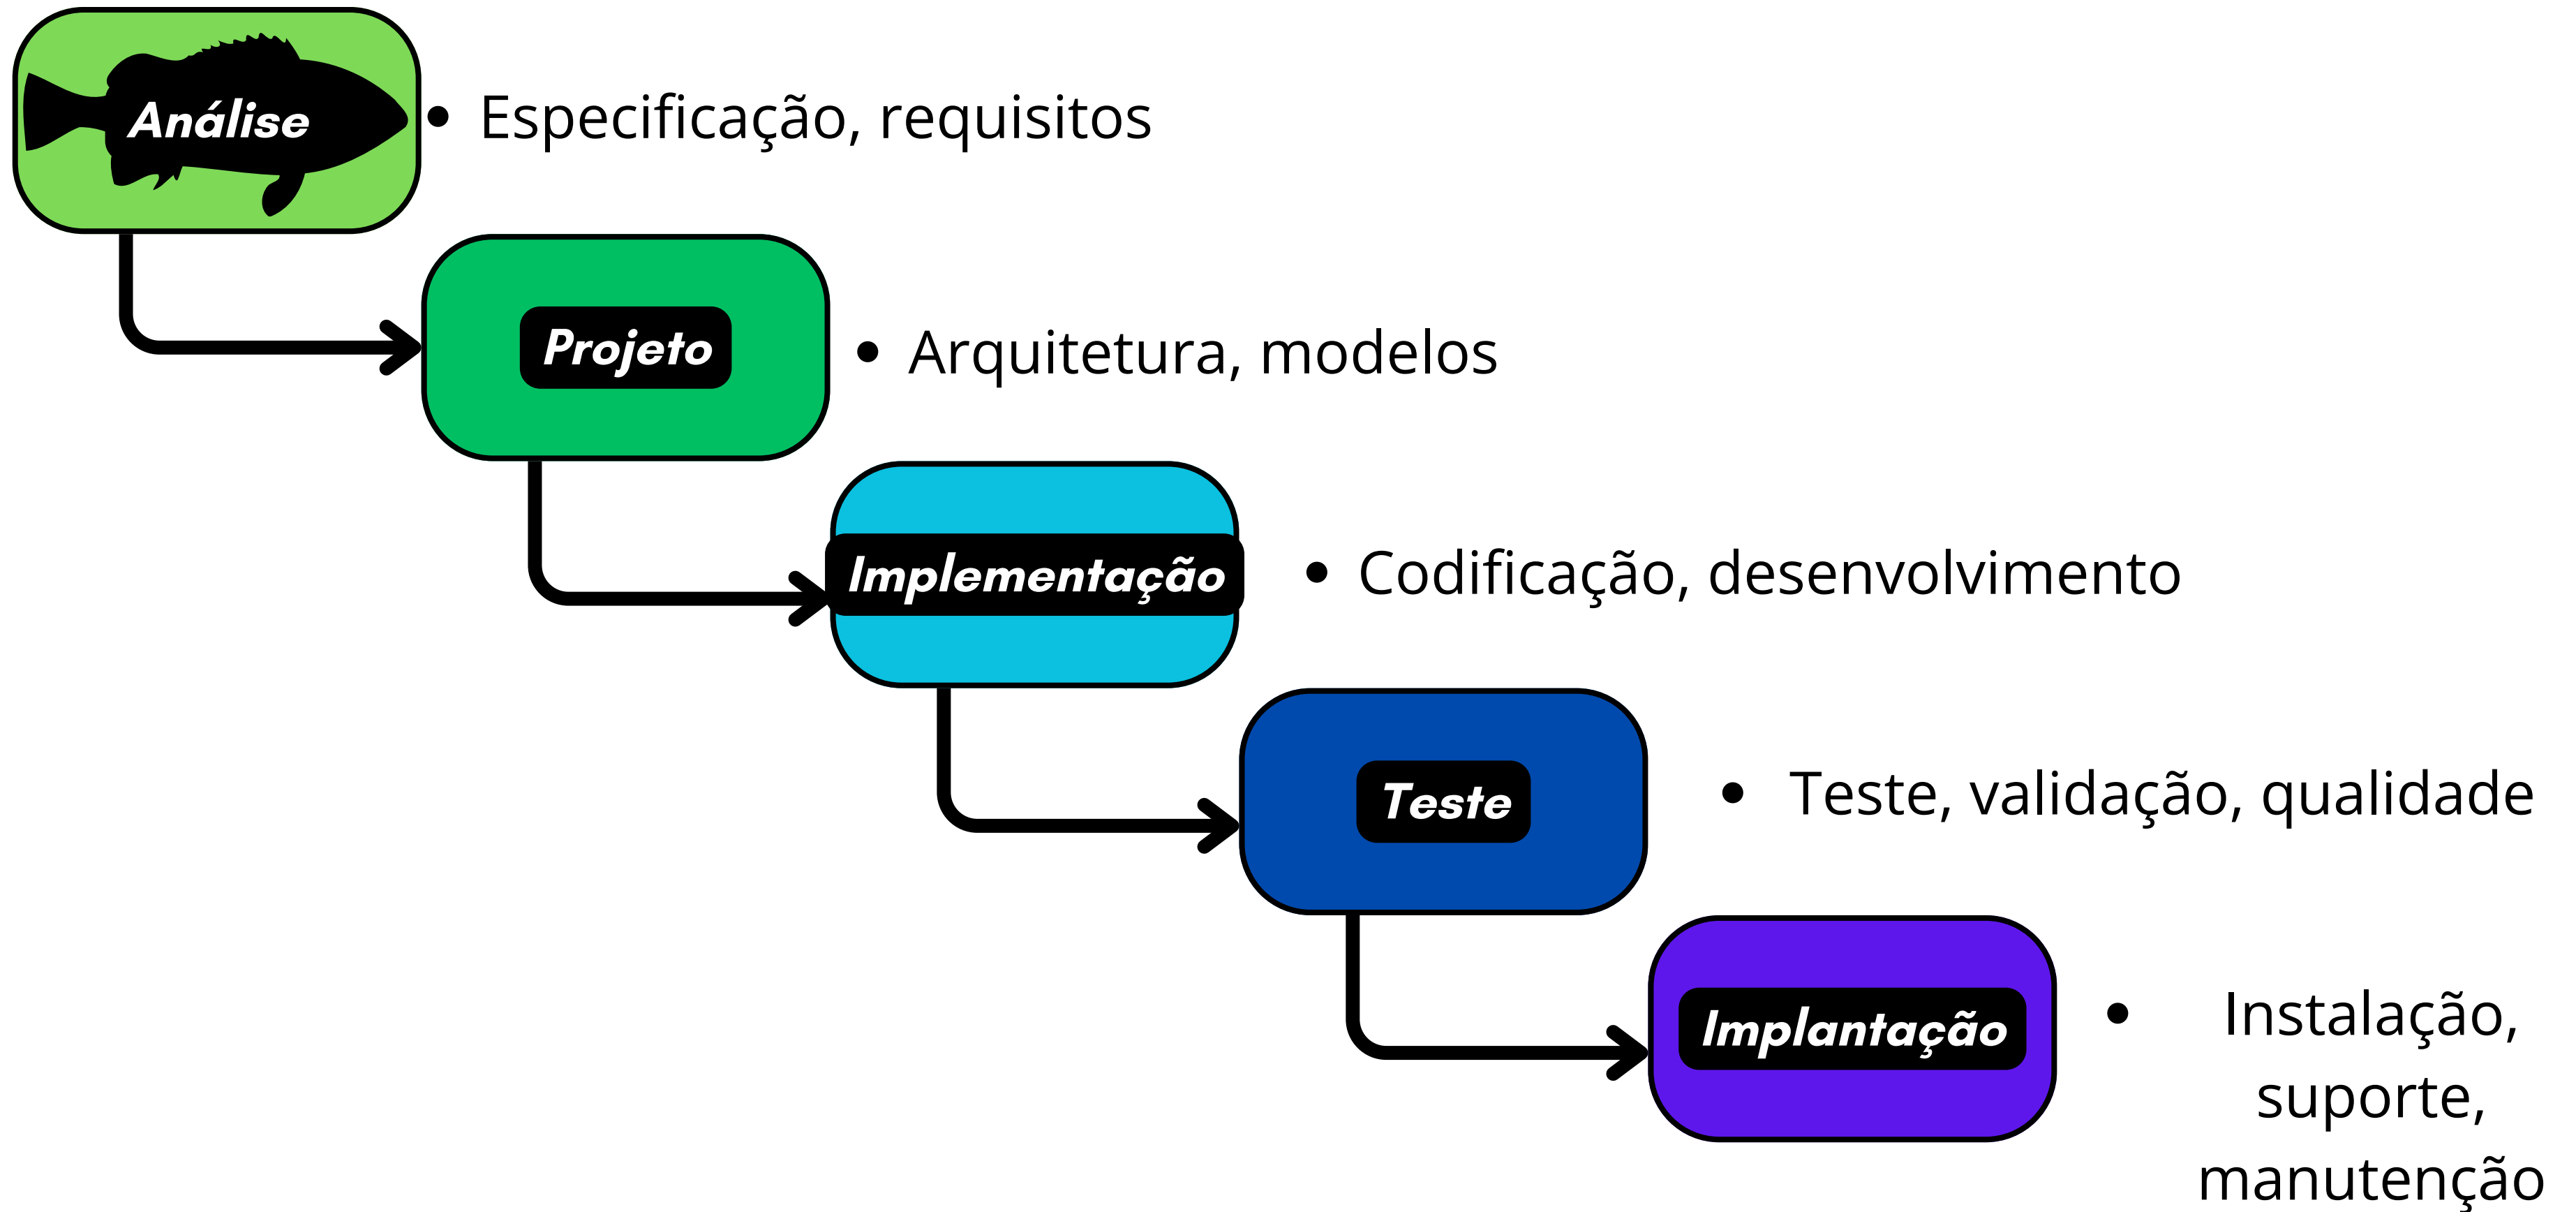 Análise
• Especificação, requisitos
Projeto
• Arquitetura, modelos
Implementação
• Codificação, desenvolvimento
Teste
• Teste, validação, qualidade
Implantação
• Instalação,
suporte,
manutenção